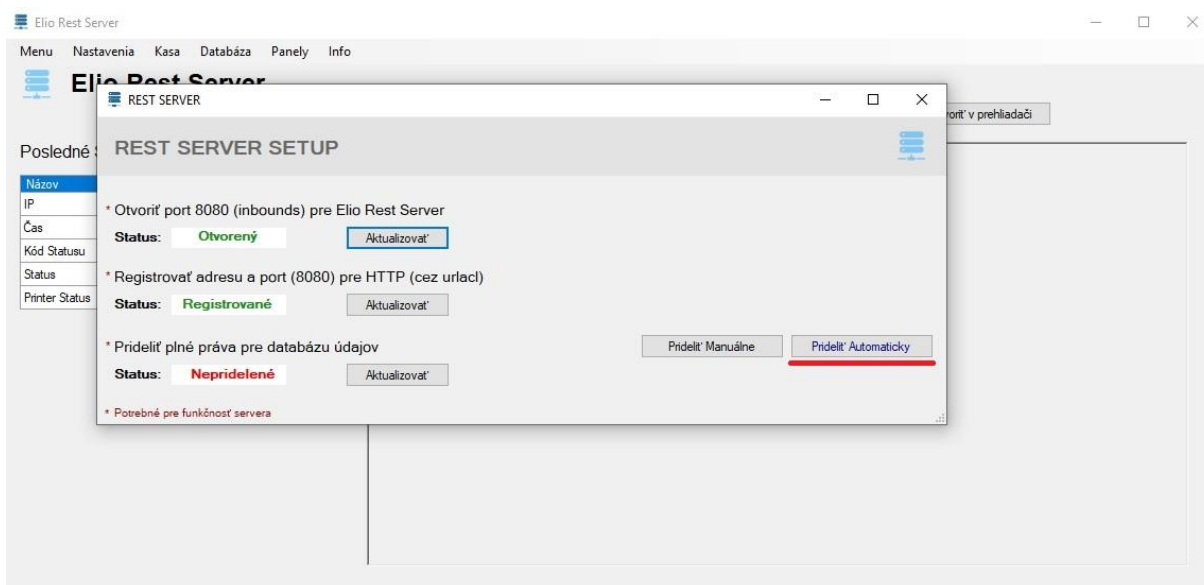 Elio Rest Server
Menu Nastavenia Kasa Databáza Panely Info
Elio Rest Server
REST SERVER
v prehliadači
Posledné
REST SERVER SETUP
Názov
IP
Čas
Kód Statusu
Status
Printer Status
* Otvoriť port 8080 (inbounds) pre Elio Rest Server
Status: Otvorený Aktualizovať
* Registrovať adresu a port (8080) pre HTTP (cez urlacl)
Status: Registrované Aktualizovať
* Prideliť plné práva pre databázu údajov Prideliť Manuálne Prideliť Automaticky
Status: Nepridelené Aktualizovať
* Potrebné pre funkčnosť servera